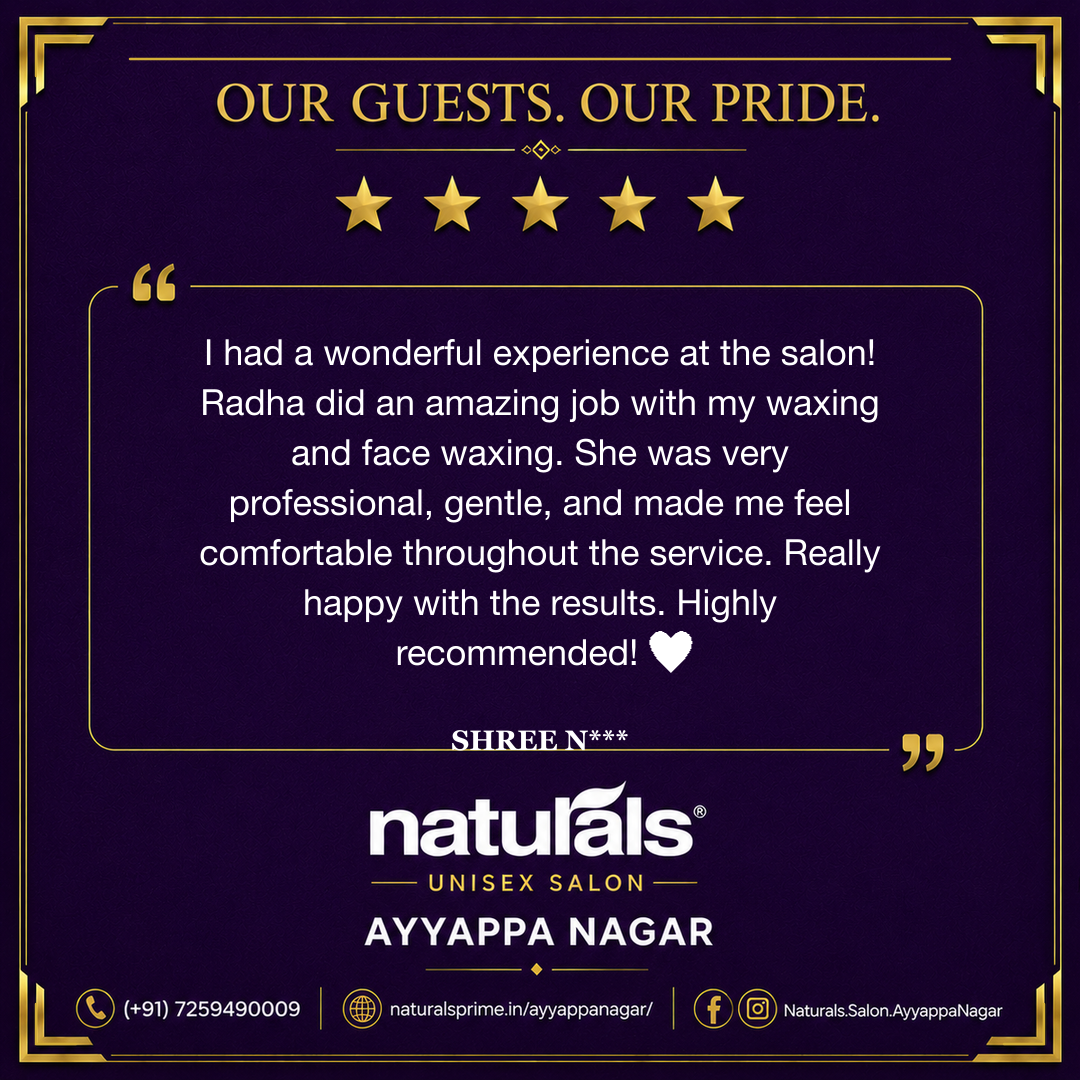 OUR GUESTS. OUR PRIDE.
“
I had a wonderful experience at the salon!
Radha did an amazing job with my waxing
and face waxing. She was very
professional, gentle, and made me feel
comfortable throughout the service. Really
happy with the results. Highly
recommended! 🤍
SHREE N***
”
naturals®
UNISEX SALON
AYYAPPA NAGAR
(+91) 7259490009
naturalsprime.in/ayyappanagar/
Naturals.Salon.AyyappaNagar